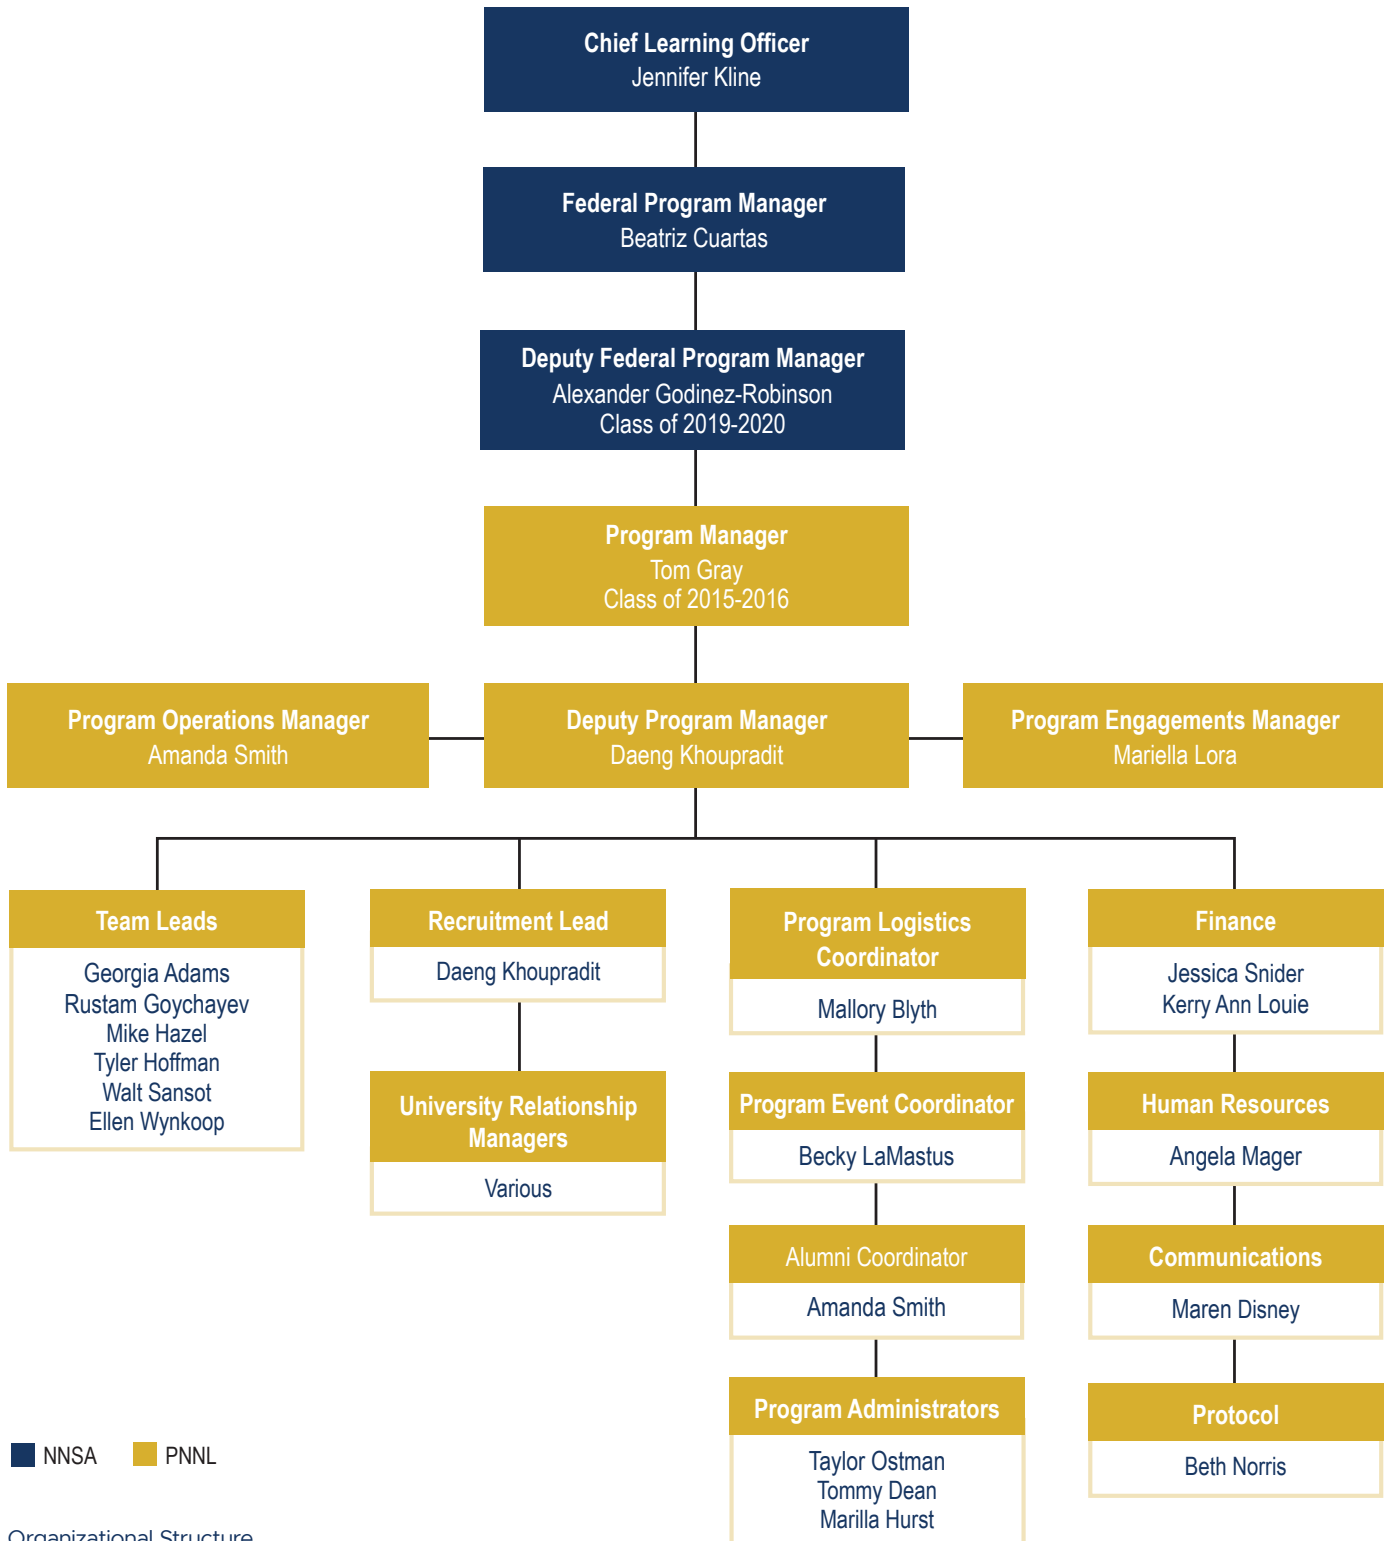 Chief Learning Officer
Jennifer Kline
Federal Program Manager
Beatriz Cuartas
Deputy Federal Program Manager
Alexander Godinez-Robinson
Class of 2019-2020
Program Manager
Tom Gray
Class of 2015-2016
Program Operations Manager
Amanda Smith
Deputy Program Manager
Daeng Khoupradit
Program Engagements Manager
Mariella Lora
Team Leads
Georgia Adams
Rustam Goychayev
Mike Hazel
Tyler Hoffman
Walt Sansot
Ellen Wynkoop
Recruitment Lead
Daeng Khoupradit
University Relationship
Managers
Various
Program Logistics
Coordinator
Mallory Blyth
Program Event Coordinator
Becky LaMastus
Alumni Coordinator
Amanda Smith
Program Administrators
Taylor Ostman
Tommy Dean
Marilla Hurst
Finance
Jessica Snider
Kerry Ann Louie
Human Resources
Angela Mager
Communications
Maren Disney
Protocol
Beth Norris
NNSA
PNNL
Organizational Structure